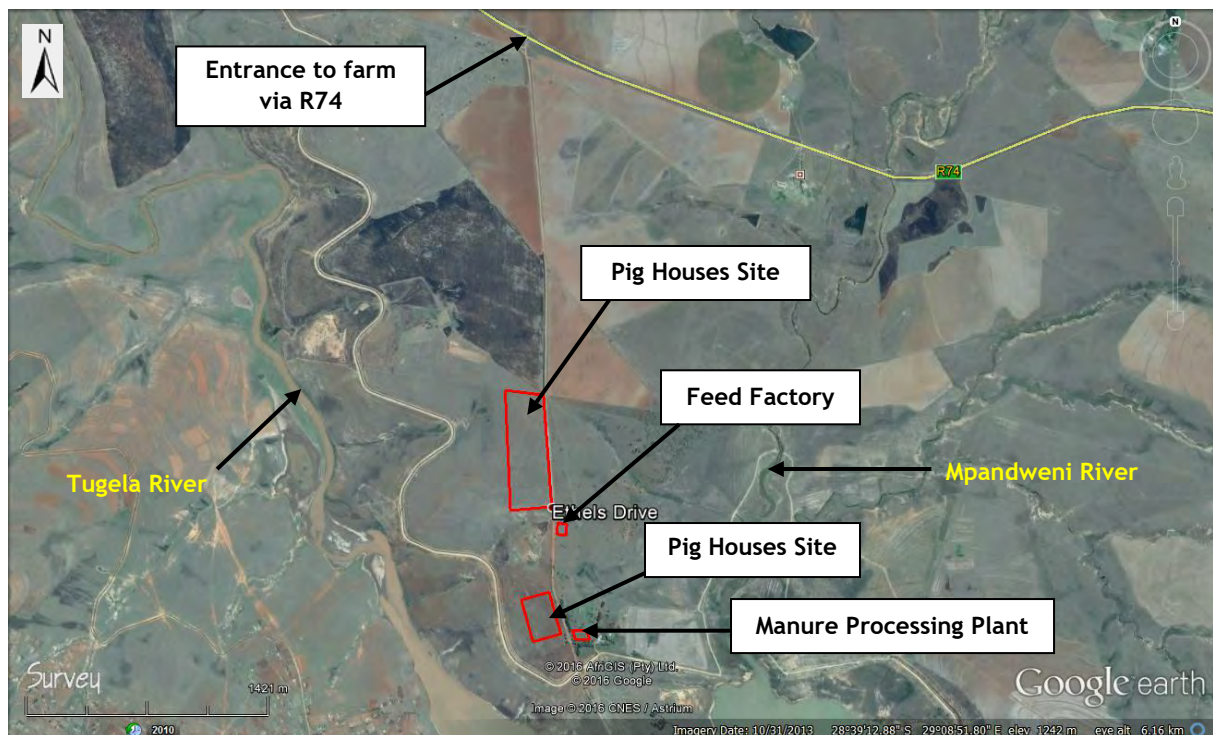 N
N
Entrance to farm
via R74
R74
Pig Houses Site
Feed Factory
Tugela River
Mpandweni River
Ethels Drive
Pig Houses Site
Manure Processing Plant
© 2016 AfriGIS (Pty) Ltd.
© 2016 Google
Survey
1421 m
Google earth
Image © 2016 CNES / Astrium
2010
Imagery Date: 10/31/2013 28°39'12.88" S 29°08'51.80" E elev 1242 m eye alt 6.16 km